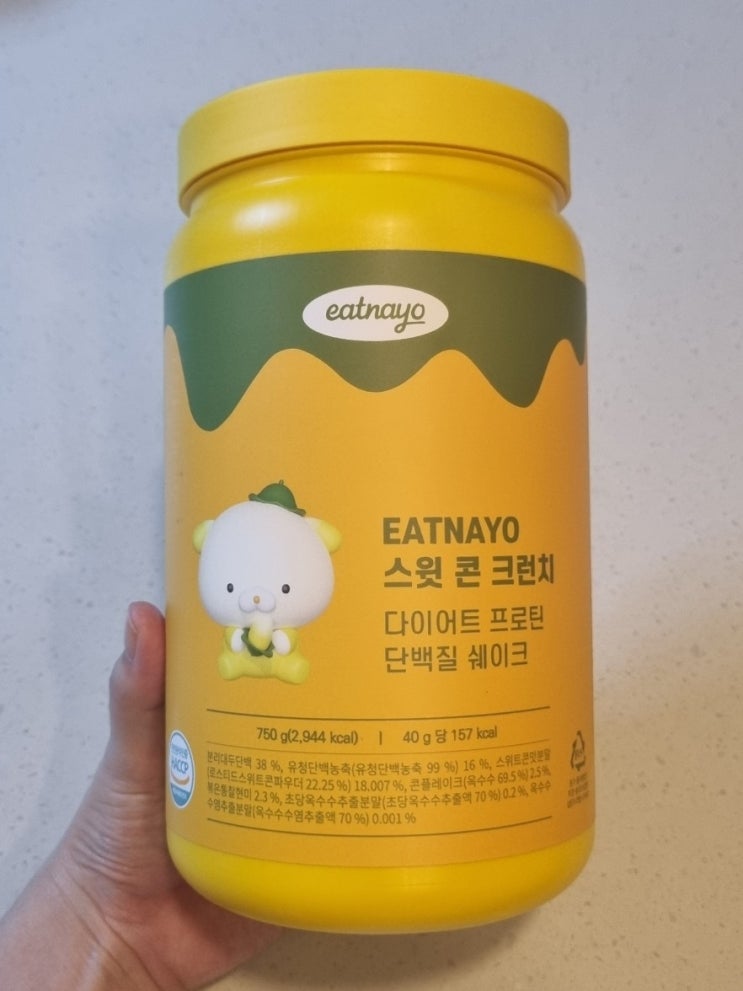 eatnayo
EATNAYO
스윗 콘 크런치
다이어트 프로틴
단백질 쉐이크
750 g(2,944 kcal) | 40 g 당 157 kcal
분리대두단백 38 %, 유청단백농축(유청단백농축 99 %) 16 %, 스위트콘맛분말
[로스티드스위트콘파우더 22.25 %) 18.007 %, 콘플레이크(옥수수 69.5 %) 2.5 %,
볶은통찰현미 2.3 %, 초당옥수수추출분말(초당옥수수추출액 70 %) 0.2 %, 옥수수
수염추출분말(옥수수수염추출액 70 %) 0.001 %
HACCP